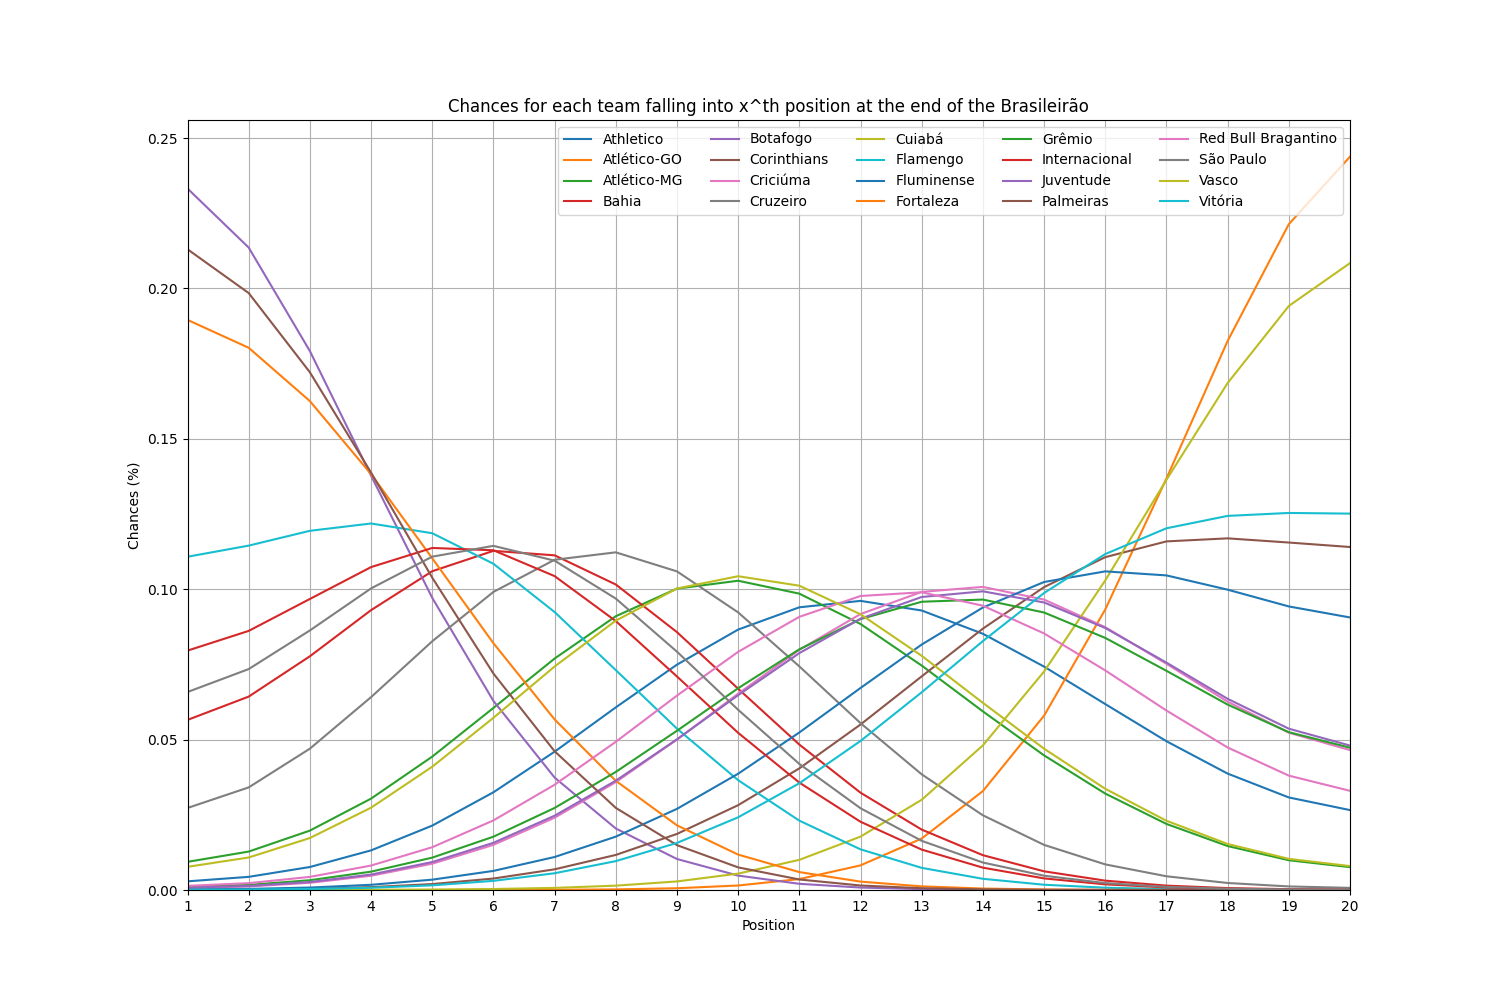 Chances for each team falling into x^th position at the end of the Brasileirão
Athletico
Atlético-GO
Atlético-MG
Bahia
Botafogo
Corinthians
Criciúma
Cruzeiro
Cuiabá
Flamengo
Fluminense
Fortaleza
Grêmio
Internacional
Juventude
Palmeiras
Red Bull Bragantino
São Paulo
Vasco
Vitória
Chances (%)
0.25
0.20
0.15
0.10
0.05
0.00
1 2 3 4 5 6 7 8 9 10 11 12 13 14 15 16 17 18 19 20
Position